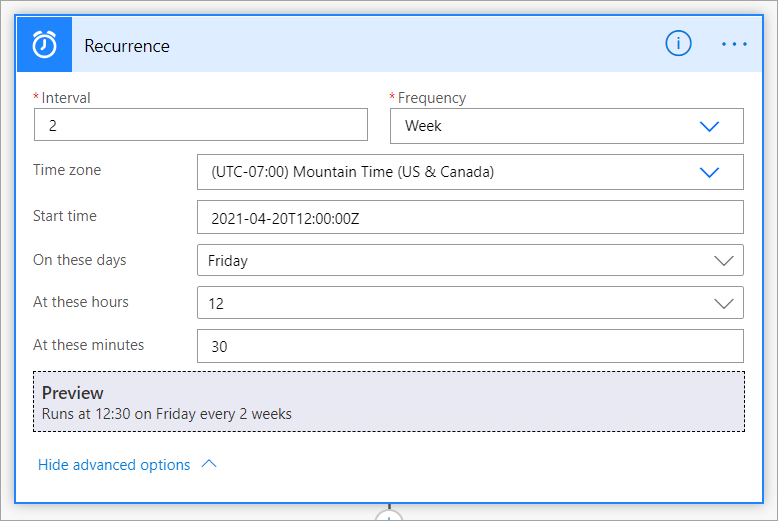 Recurrence
* Interval
* Frequency
2
Week
Time zone
(UTC-07:00) Mountain Time (US & Canada)
Start time
2021-04-20T12:00:00Z
On these days
Friday
At these hours
12
At these minutes
30
Preview
Runs at 12:30 on Friday every 2 weeks
Hide advanced options